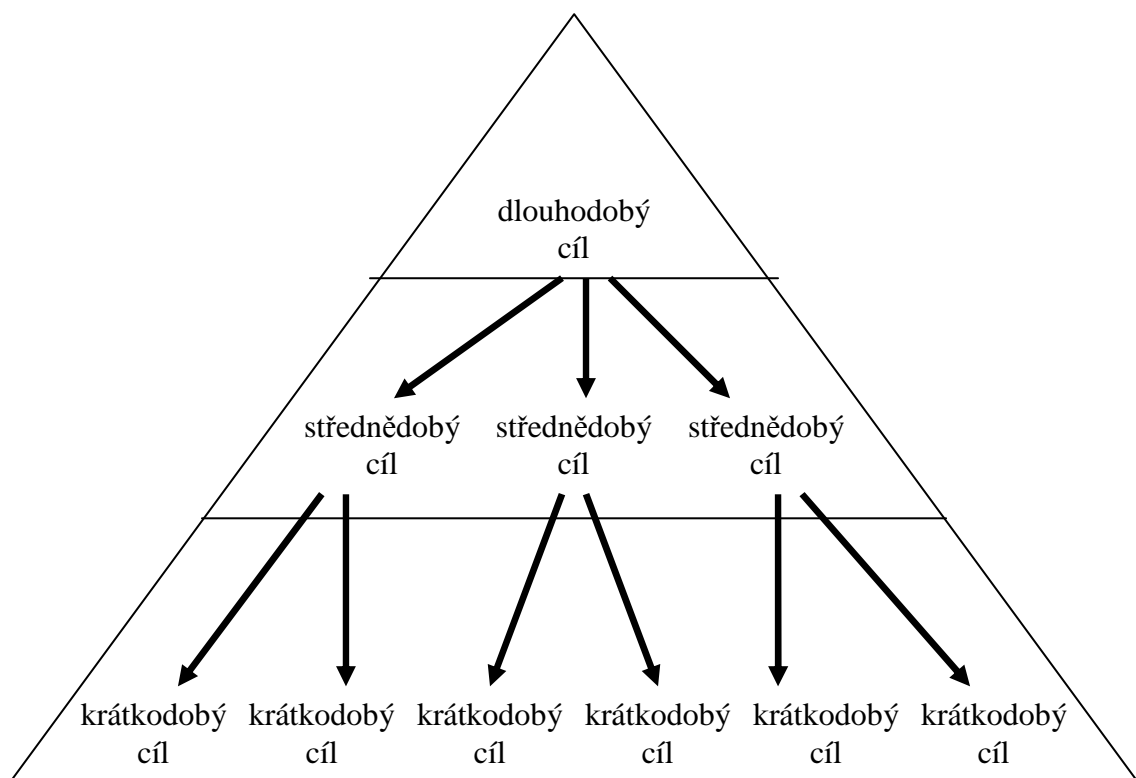 dlouhodobý
cíl
střednědobý střednědobý střednědobý
cíl cíl cíl
krátkodobý krátkodobý krátkodobý krátkodobý krátkodobý krátkodobý
cíl cíl cíl cíl cíl cíl